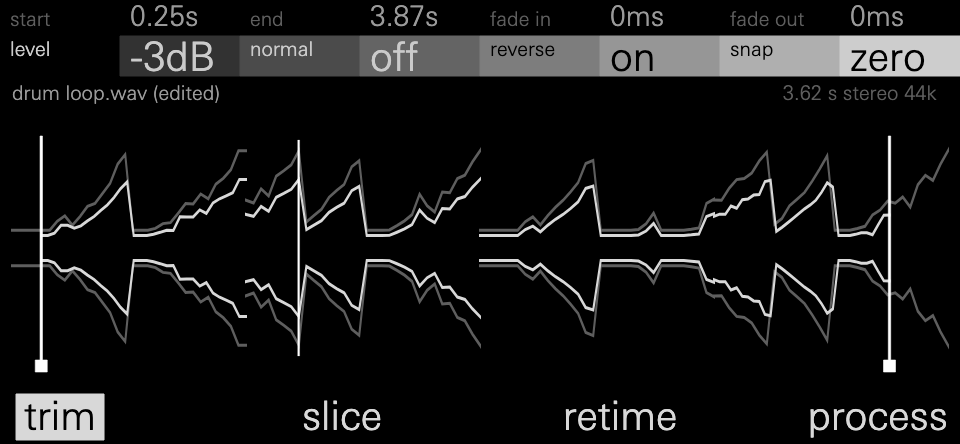 start 0.25s end 3.87s fade in 0ms fade out 0ms
level -3dB normal off reverse on snap zero
drum loop.wav (edited) 3.62 s stereo 44k
trim slice retime process